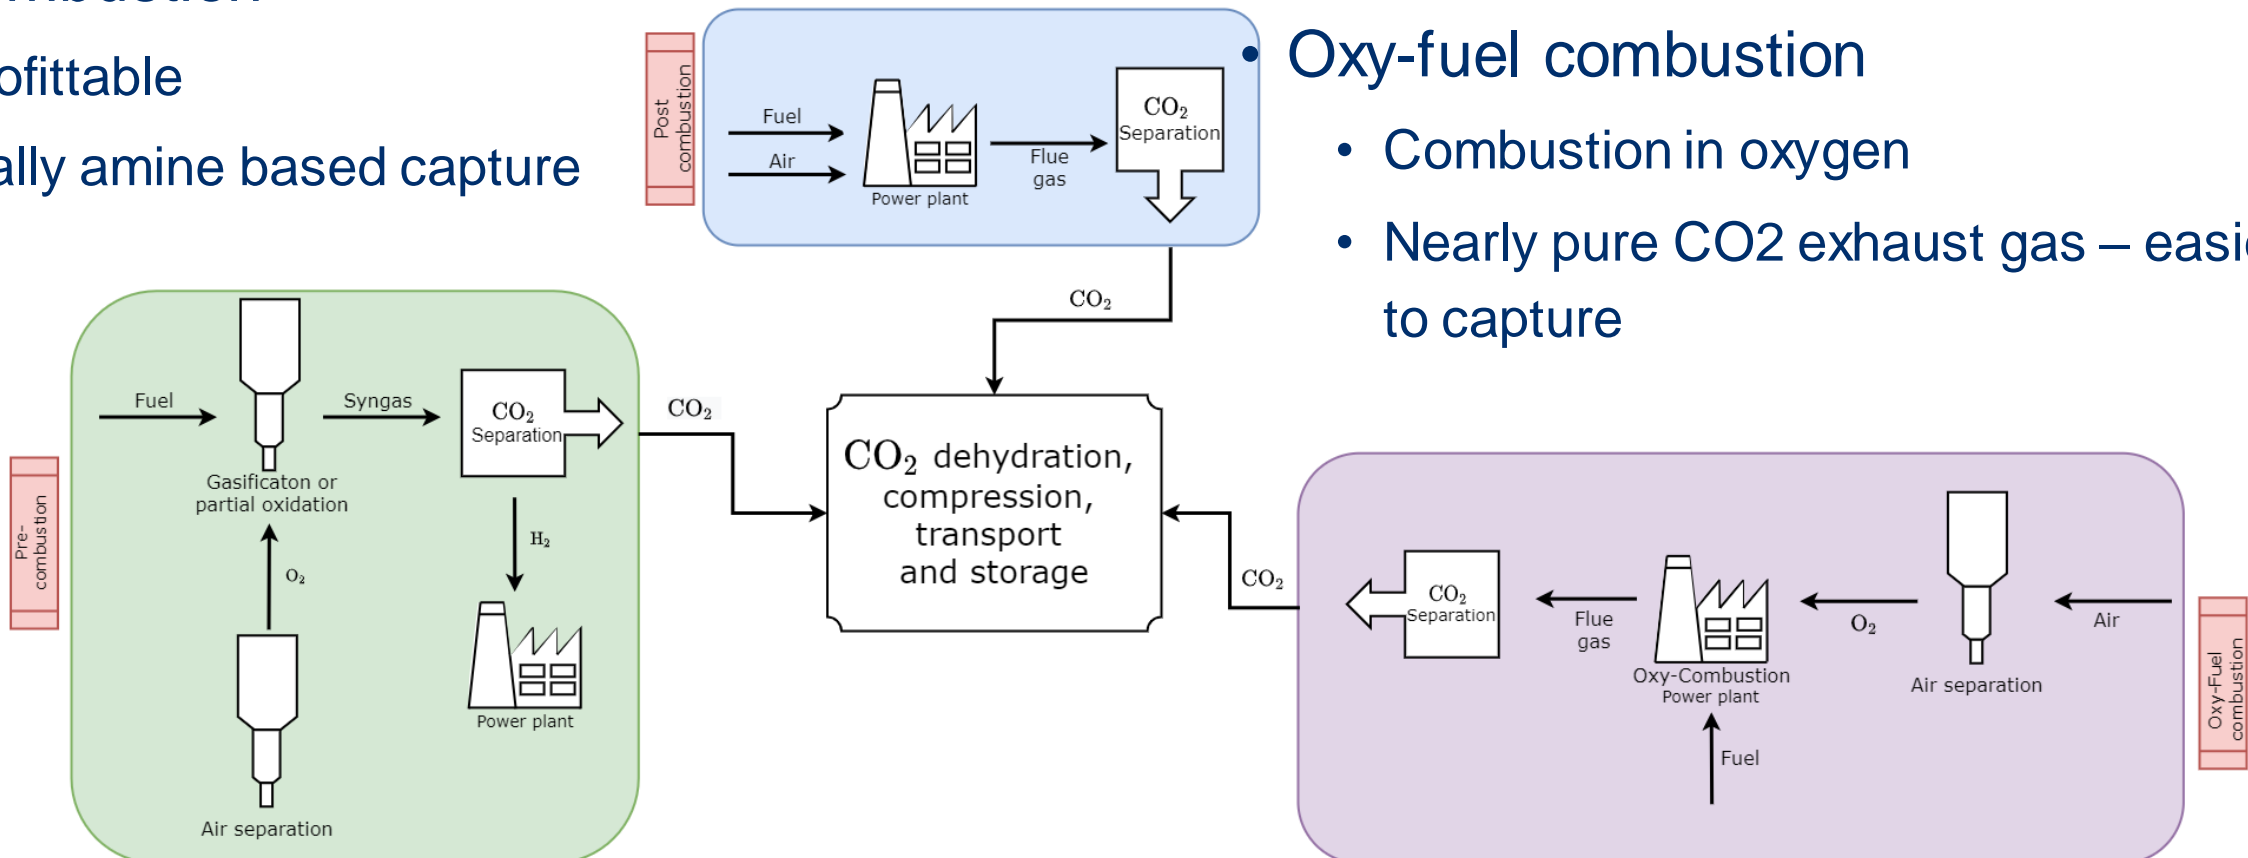 ofittable
ally amine based capture
Post
combustion
Fuel
Air
Power plant
Flue
gas
CO₂
Separation
CO₂
• Oxy-fuel combustion
• Combustion in oxygen
• Nearly pure CO2 exhaust gas – easi
to capture
Pre-
combustion
Fuel
Gasificaton or
partial oxidation
Syngas
CO₂
Separation
CO₂
H₂
O₂
Power plant
Air separation
CO₂ dehydration,
compression,
transport
and storage
CO₂
CO₂
Separation
Flue
gas
Oxy-Combustion
Power plant
Fuel
O₂
Air separation
Air
Oxy-Fuel
combustion